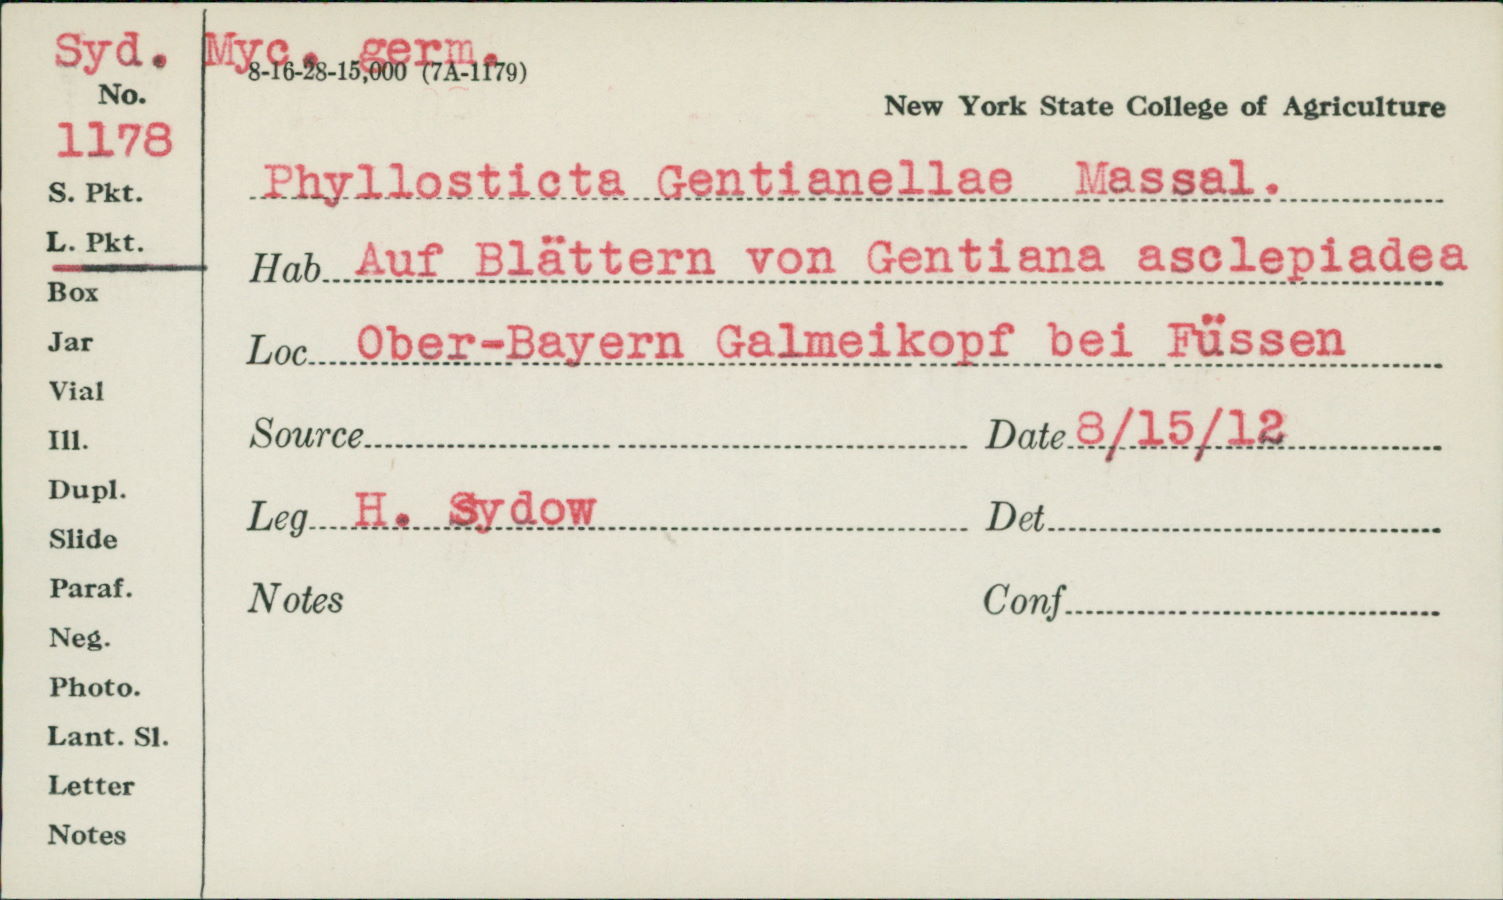 Syd. Myc. germ.
8-16-28-15,000 (7A-1179)
No.
1178
New York State College of Agriculture
S. Pkt.
L. Pkt.
Box
Jar
Vial
Ill.
Dupl.
Slide
Paraf.
Neg.
Photo.
Lant. Sl.
Letter
Notes
Phyllosticta Gentianellae Massal.
Hab Auf Blättern von Gentiana asclepiadea
Loc Ober-Bayern Galmeikopf bei Füssen
Source Date 8/15/12
Leg H. Sydow Det
Notes Conf